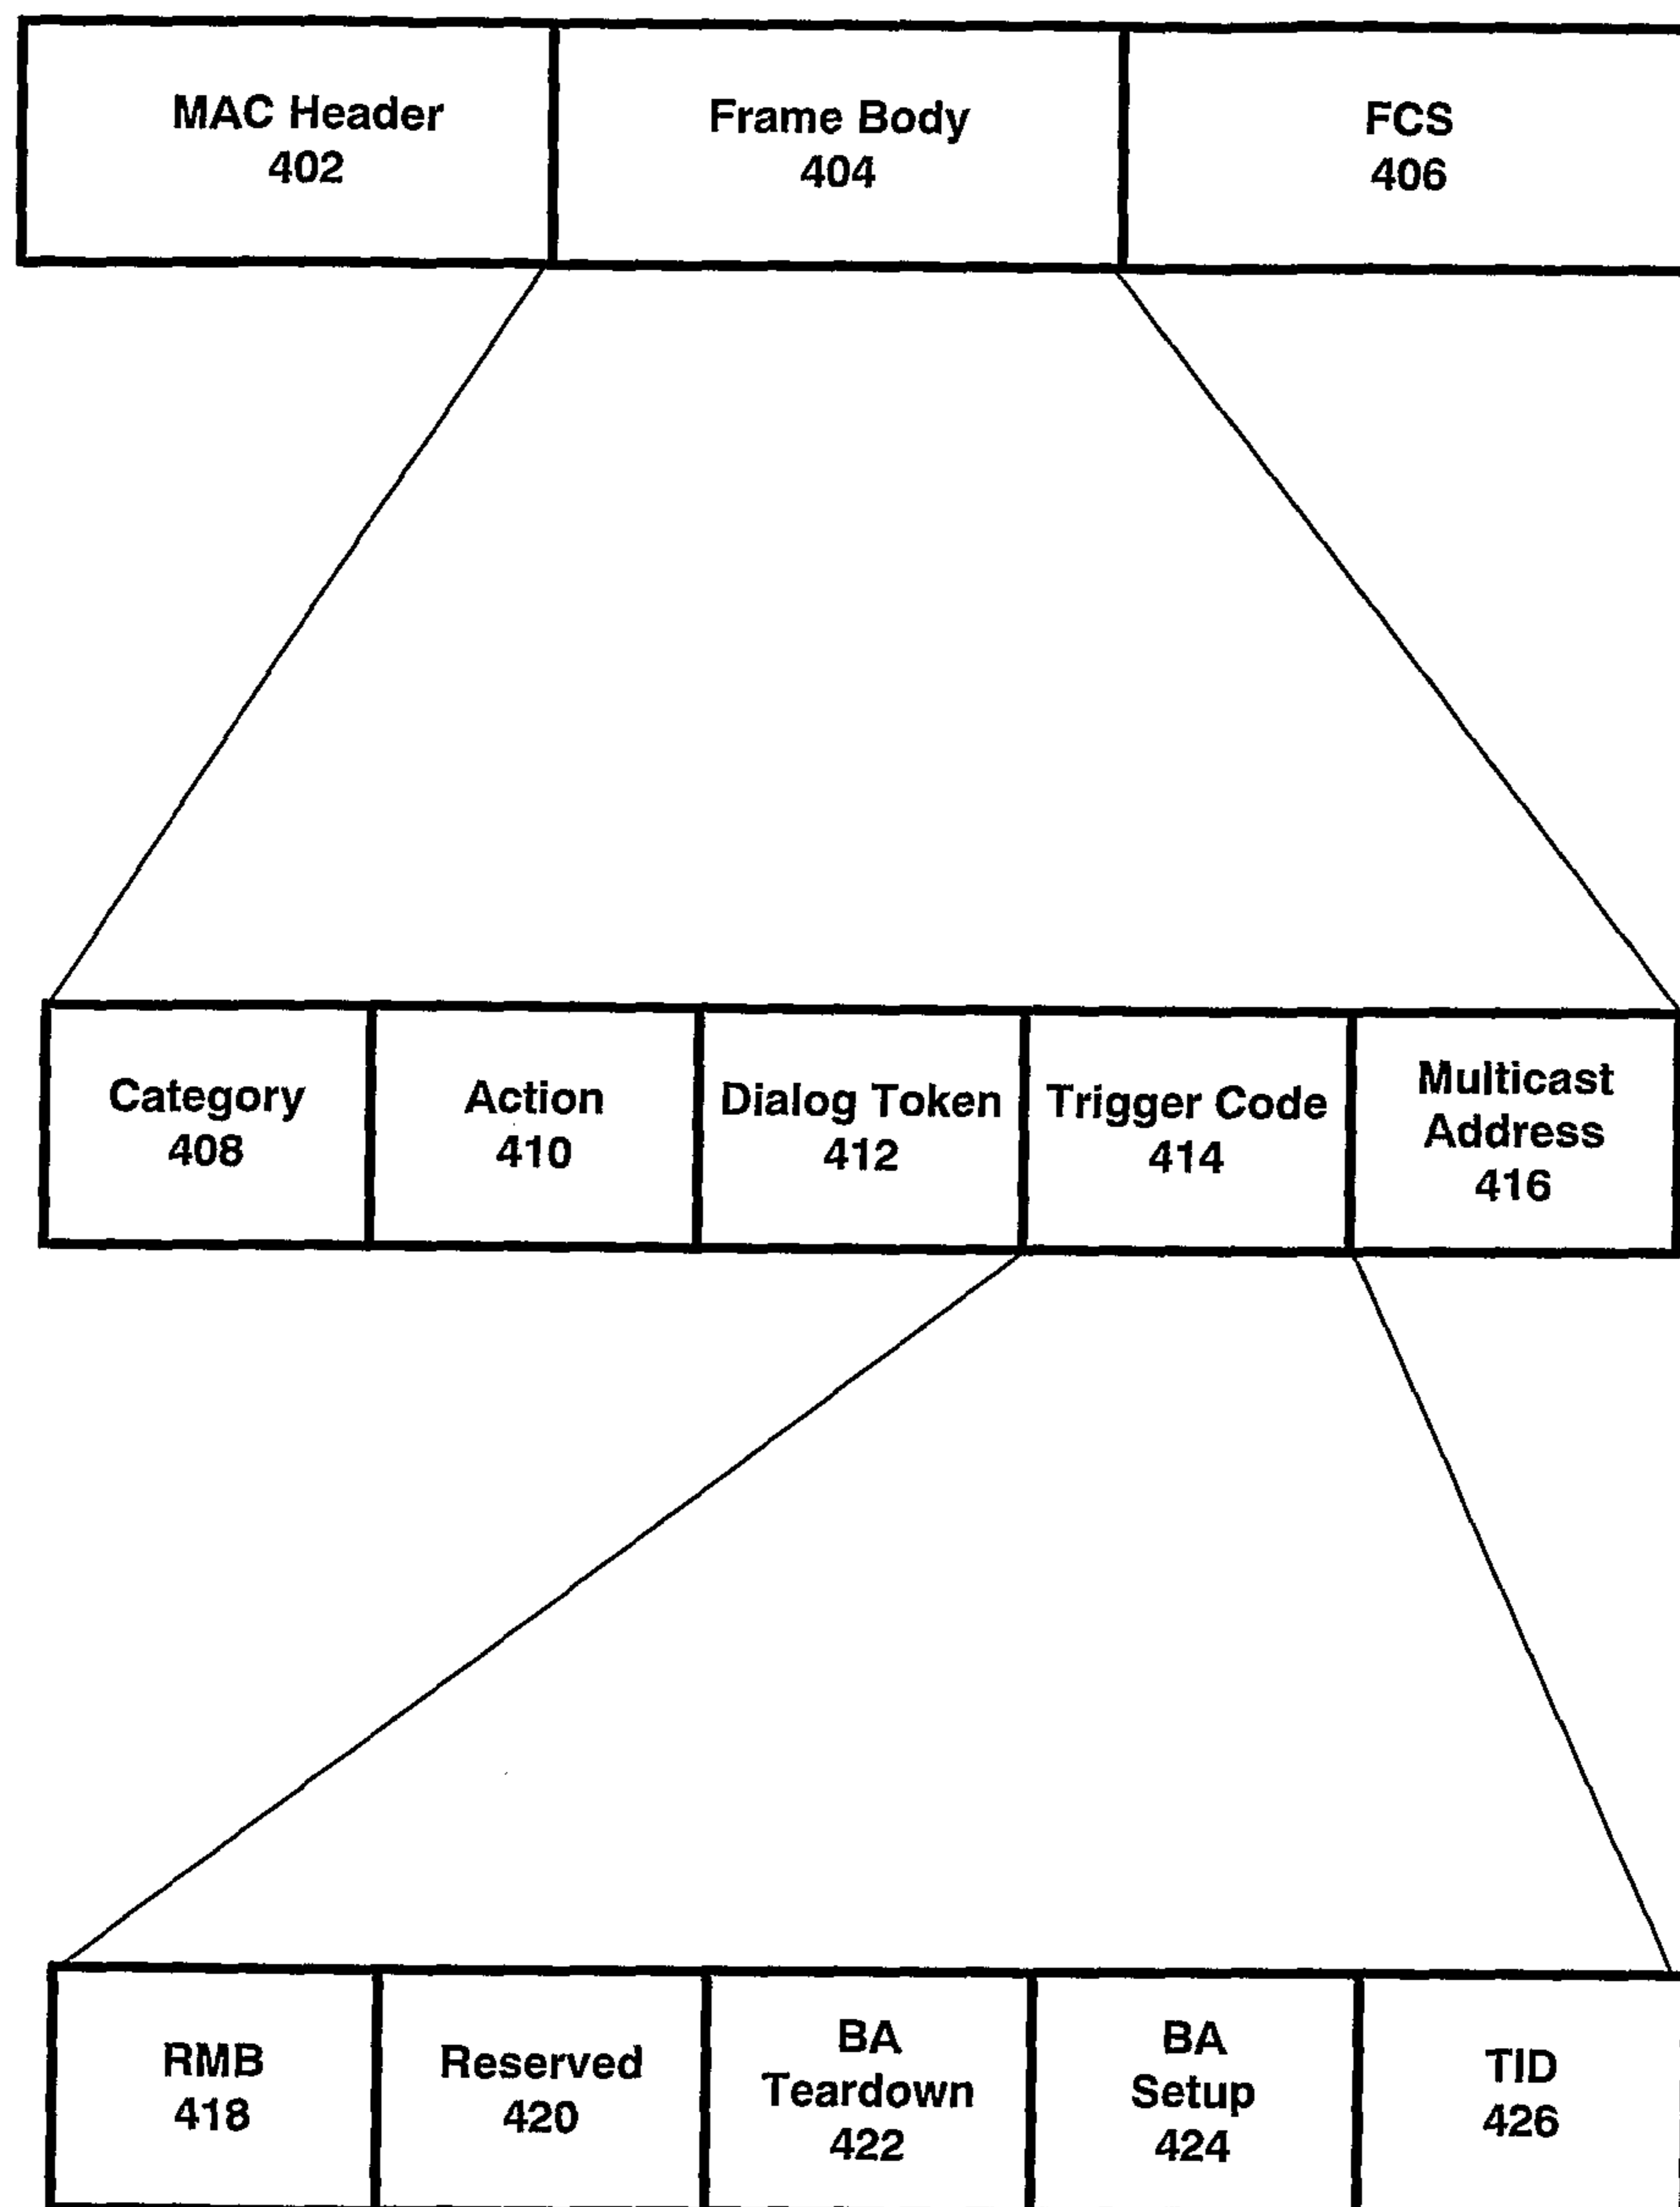 MAC Header
402
Frame Body
404
FCS
406
Category
408
Action
410
Dialog Token
412
Trigger Code
414
Multicast
Address
416
RMB
418
Reserved
420
BA
Teardown
422
BA
Setup
424
TID
426